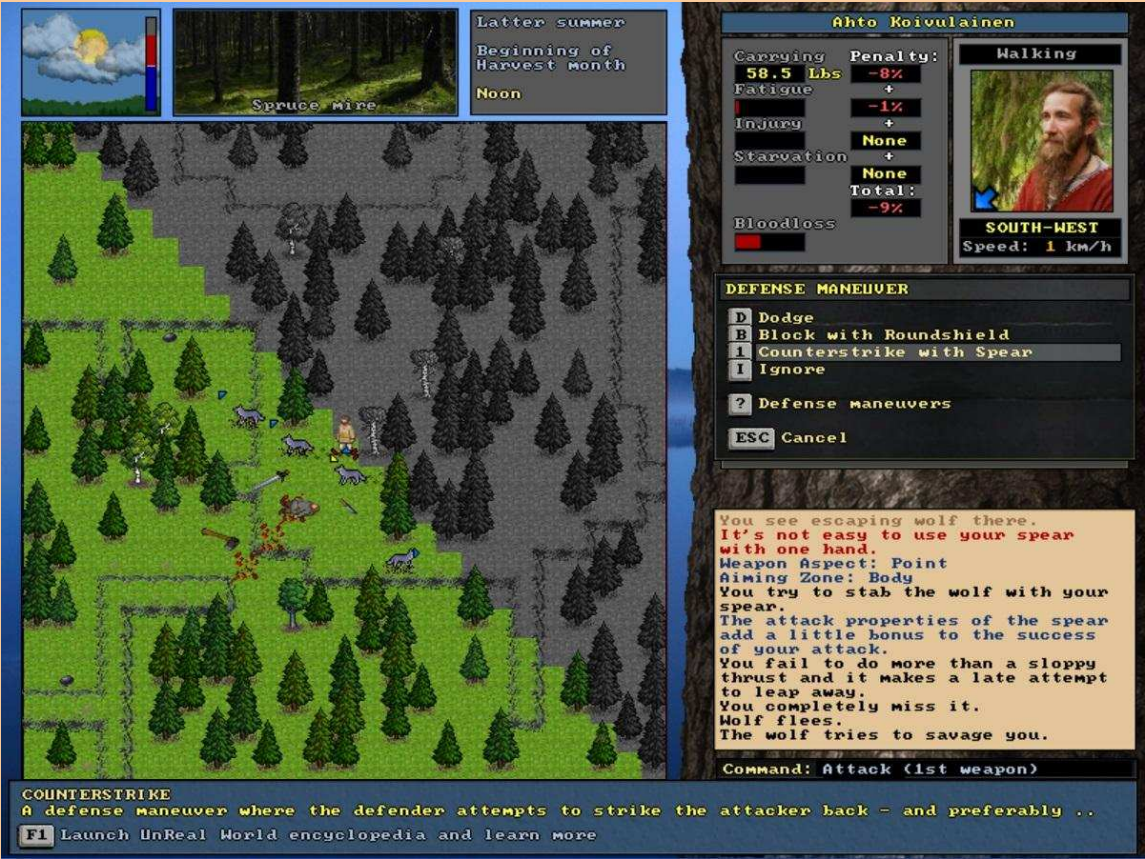 Latter summer
Beginning of
Harvest month
Noon
Spruce mire
Ahto Koivulainen
Carrying Penalty:
58.5 Lbs -8%
Fatigue +
-1%
Injury +
None
Starvation +
None
Total:
-9%
Bloodloss
Walking
SOUTH-WEST
Speed: 1 km/h
DEFENSE MANEUVER
D Dodge
B Block with Roundshield
1 Counterstrike with Spear
I Ignore
? Defense maneuvers
ESC Cancel
You see escaping wolf there.
It's not easy to use your spear
with one hand.
Weapon Aspect: Point
Aiming Zone: Body
You try to stab the wolf with your
spear.
The attack properties of the spear
add a little bonus to the success
of your attack.
You fail to do more than a sloppy
thrust and it makes a late attempt
to leap away.
You completely miss it.
Wolf flees.
The wolf tries to savage you.
Command: Attack (1st weapon)
COUNTERSTRIKE
A defense maneuver where the defender attempts to strike the attacker back - and preferably ..
F1 Launch UnReal World encyclopedia and learn more